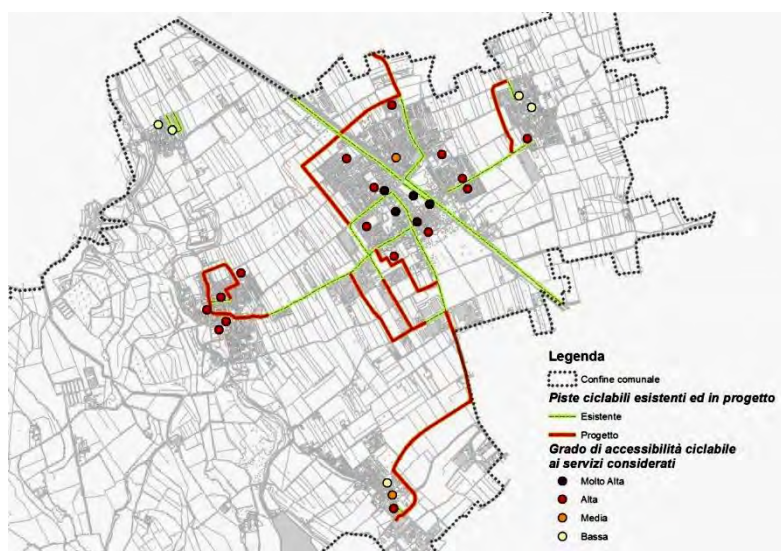 Legenda
Confine comunale
Piste ciclabili esistenti ed in progetto
Esistente
Progetto
Grado di accessibilità ciclabile
ai servizi considerati
Molto Alta
Alta
Media
Bassa